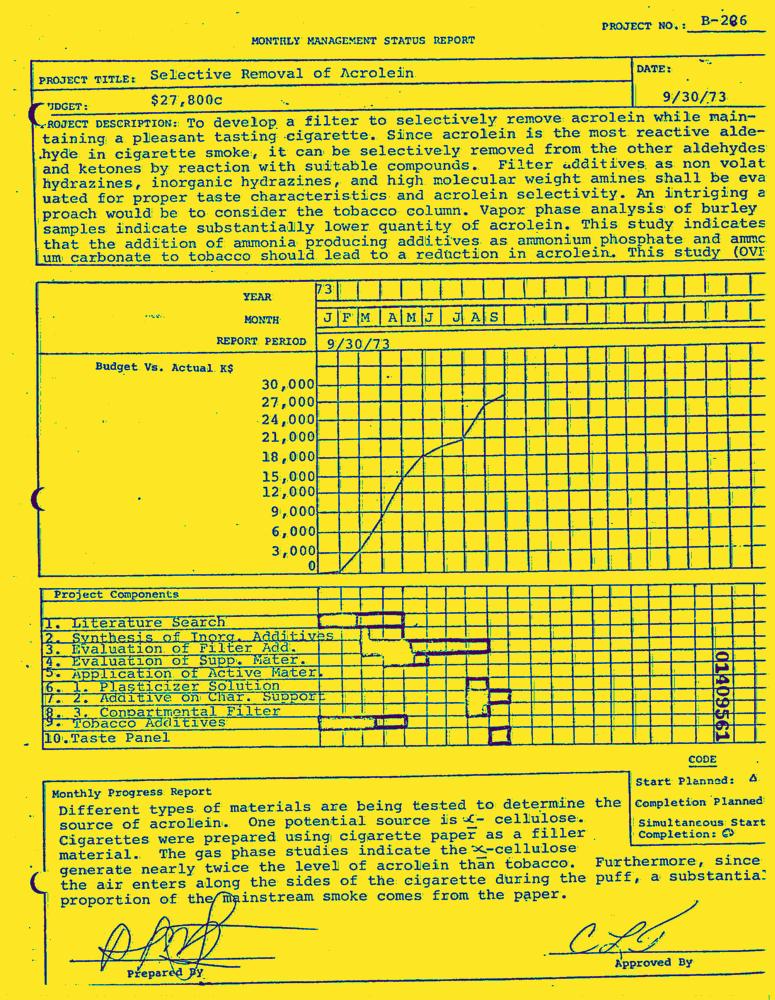 PROJECT NO.: B-286
MONTHLY MANAGEMENT STATUS REPORT
PROJECT TITLE: Selective Removal of Acrolein
DATE:
UDGET: $27,800c
9/30/73
ROJECT DESCRIPTION: To develop a filter to selectively remove acrolein while main-
taining a pleasant tasting cigarette. Since acrolein is the most reactive alde-
hyde in cigarette smoke, it can be selectively removed from the other aldehydes
and ketones by reaction with suitable compounds. Filter additives as non volat
hydrazines, inorganic hydrazines, and high molecular weight amines shall be eva
uated for proper taste characteristics and acrolein selectivity. An intriging a
proach would be to consider the tobacco column. Vapor phase analysis of burley
samples indicate substantially lower quantity of acrolein. This study indicates
that the addition of ammonia producing additives as ammonium phosphate and ammo
um carbonate to tobacco should lead to a reduction in acrolein. This study (OVE
YEAR 73
MONTH J F M A M J J A S
REPORT PERIOD 9/30/73
Budget Vs. Actual K$
30,000
27,000
24,000
21,000
18,000
15,000
12,000
9,000
6,000
3,000
0
Project Components
1. Literature Search
2. Synthesis of Inorg. Additives
3. Evaluation of Filter Add.
4. Evaluation of Supp. Mater.
5. Application of Active Mater.
6. 1. Plasticizer Solution
7. 2. Additive on Char. Support
8. 3. Conpartmental Filter
9. Tobacco Additives
10. Taste Panel
01409561
CODE
Start Planned: Δ
Completion Planned
Simultaneous Start
Completion:
Monthly Progress Report
Different types of materials are being tested to determine the
source of acrolein. One potential source is α- cellulose.
Cigarettes were prepared using cigarette paper as a filler
material. The gas phase studies indicate the α-cellulose
generate nearly twice the level of acrolein than tobacco. Furthermore, since
the air enters along the sides of the cigarette during the puff, a substantial
proportion of the mainstream smoke comes from the paper.
Prepared By
Approved By